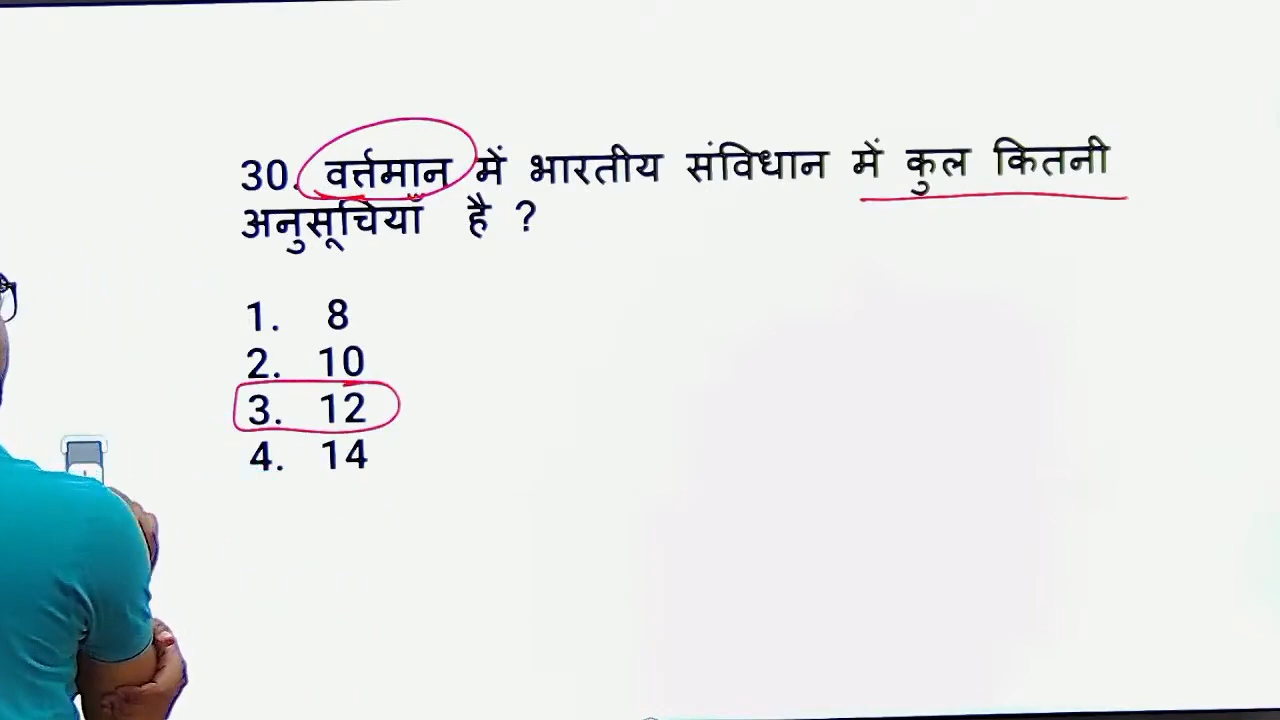 30. वर्त्तमान में भारतीय संविधान में कुल कितनी
अनुसूचियाँ है ?
1. 8
2. 10
3. 12
4. 14